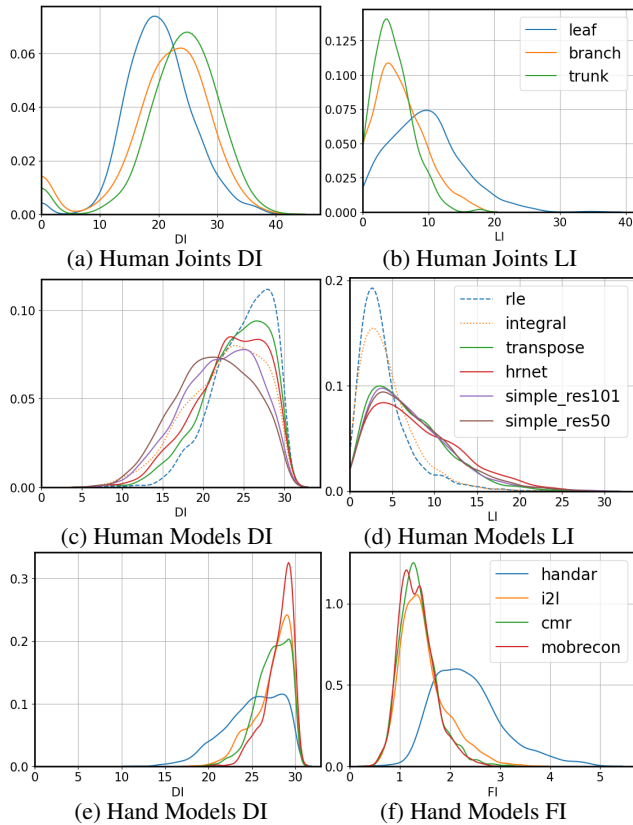 0.06
0.04
0.02
0.00
0 10 20 30 40
DI
(a) Human Joints DI
0.150
0.125
0.100
0.075
0.050
0.025
0.000
0 10 20 30 40
LI
leaf
branch
trunk
(b) Human Joints LI
0.10
0.05
0.00
0 5 10 15 20 25 30
DI
(c) Human Models DI
0.2
0.1
0.0
0 5 10 15 20 25 30
LI
rle
integral
transpose
hrnet
simple_res101
simple_res50
(d) Human Models LI
0.3
0.2
0.1
0.0
0 5 10 15 20 25 30
DI
(e) Hand Models DI
1.0
0.5
0.0
0 1 2 3 4 5
FI
handar
i2l
cmr
mobrecon
(f) Hand Models FI